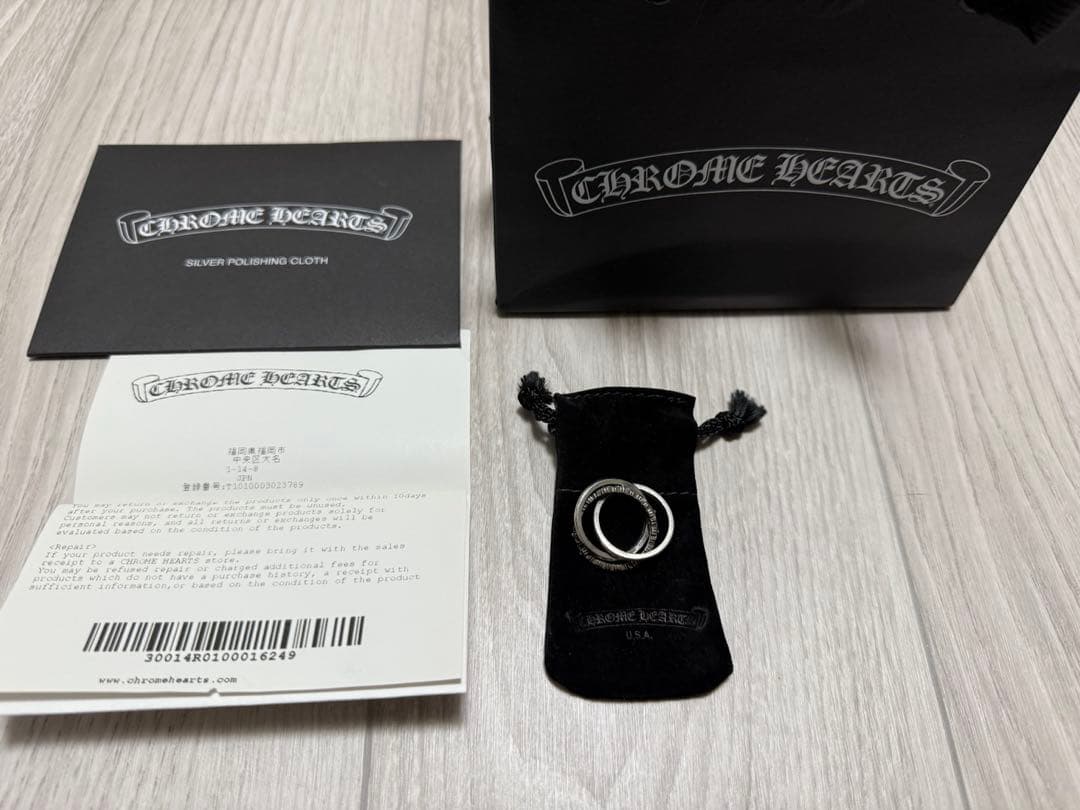 CHROME HEARTS
CHROME HEARTS
SILVER POLISHING CLOTH
CHROME HEARTS
福岡県福岡市
中央区大名
1-14-8
JPN
登録番号:T1010003023789
You may return or exchange the products only once within 10days
after your purchase. The products must be unused.
Customers may not return or exchange products solely for
personal reasons, and all returns or exchanges will be
evaluated based on the condition of the products.
<Repair>
If your product needs repair, please bring it with the sales
receipt to a CHROME HEARTS store.
You may be refused repair or charged additional fees for
products which do not have a purchase history, a receipt with
sufficient information,or based on the condition of the product
30014R0100016249
www.chromehearts.com
CHROME HEARTS
U.S.A.